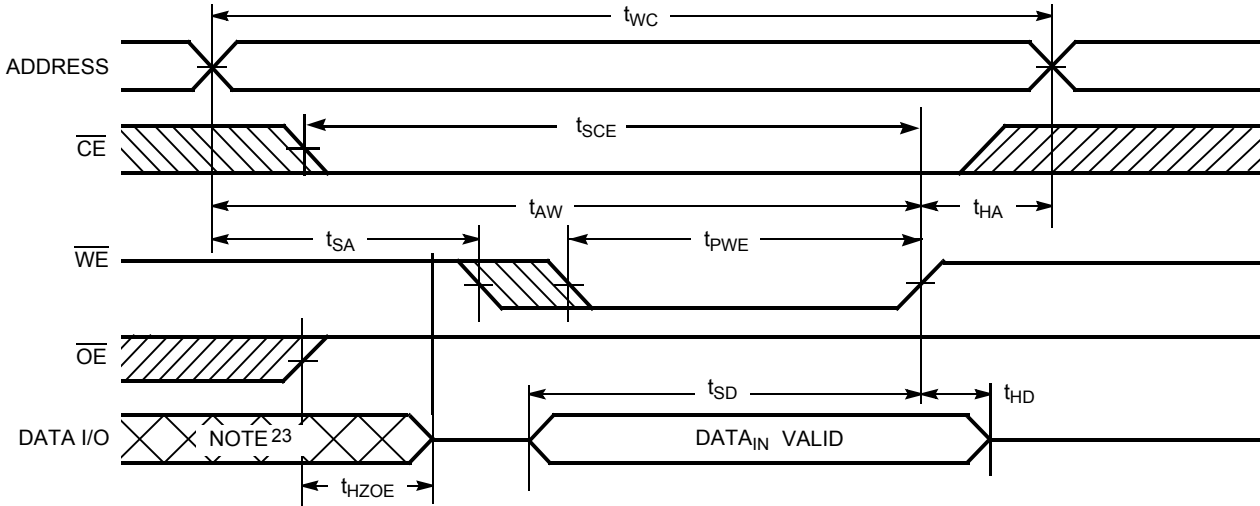 tWC
ADDRESS
tSCE
CE
tAW
tHA
tSA
tPWE
WE
OE
tSD
tHD
DATA I/O
NOTE 23
DATAIN VALID
tHZOE